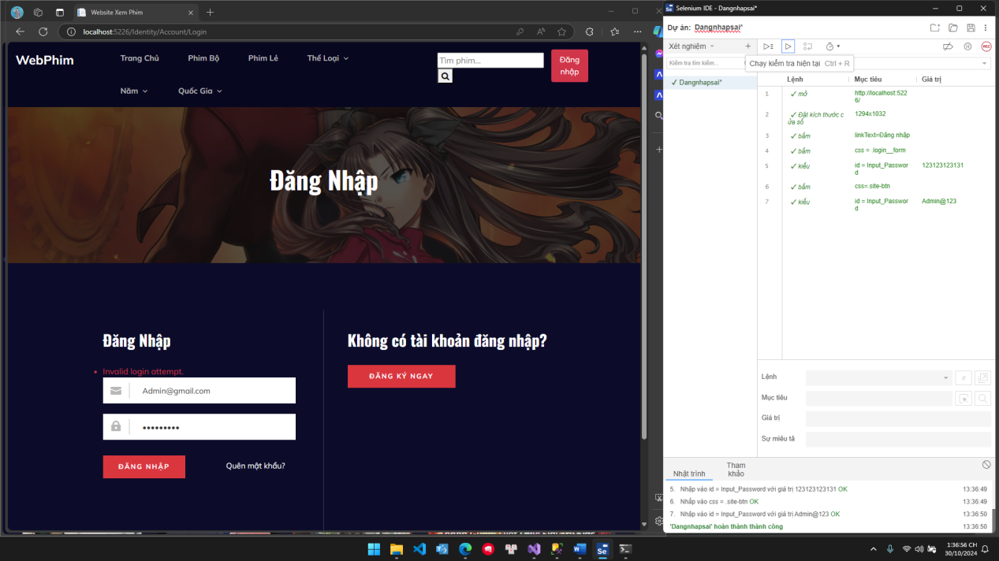 Website Xem Phim
localhost:5226/Identity/Account/Login
WebPhim
Trang Chủ
Phim Bộ
Phim Lẻ
Thể Loại
Năm
Quốc Gia
Tìm phim...
Đăng
nhập
Đăng Nhập
Đăng Nhập
Invalid login attempt.
Admin@gmail.com
•••••••••
ĐĂNG NHẬP
Quên mật khẩu?
Không có tài khoản đăng nhập?
ĐĂNG KÝ NGAY
Se
Selenium IDE - Dangnhapsai*
Dự án: Dangnhapsai*
Xét nghiệm
REC
Kiểm tra tìm kiếm...
Chạy kiểm tra hiện tại Ctrl + R
✓ Dangnhapsai*
Lệnh Mục tiêu Giá trị
1 ✓ mở http://localhost:522
6/
2 ✓ Đặt kích thước c 1294x1032
ửa sổ
3 ✓ bấm linkText=Đăng nhập
4 ✓ bấm css = .login__form
5 ✓ kiểu id = Input_Passwor 123123123131
d
6 ✓ bấm css=.site-btn
7 ✓ kiểu id = Input_Passwor Admin@123
d
Lệnh
//
Mục tiêu
Giá trị
Sự miêu tả
Nhật trình
Tham
khảo
5. Nhập vào id = Input_Password với giá trị 123123123131 OK 13:36:49
6. Nhấp vào css = .site-btn OK 13:36:49
7. Nhập vào id = Input_Password với giá trị Admin@123 OK 13:36:50
'Dangnhapsai' hoàn thành thành công 13:36:50
Se
1:36:56 CH
30/10/2024